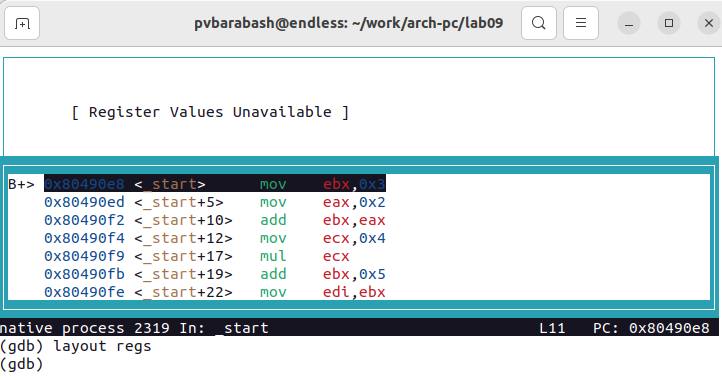 pvbarabash@endless: ~/work/arch-pc/lab09
[ Register Values Unavailable ]
B+> 0x80490e8 <_start> mov ebx,0x3
0x80490ed <_start+5> mov eax,0x2
0x80490f2 <_start+10> add ebx,eax
0x80490f4 <_start+12> mov ecx,0x4
0x80490f9 <_start+17> mul ecx
0x80490fb <_start+19> add ebx,0x5
0x80490fe <_start+22> mov edi,ebx
native process 2319 In: _start L11 PC: 0x80490e8
(gdb) layout regs
(gdb)